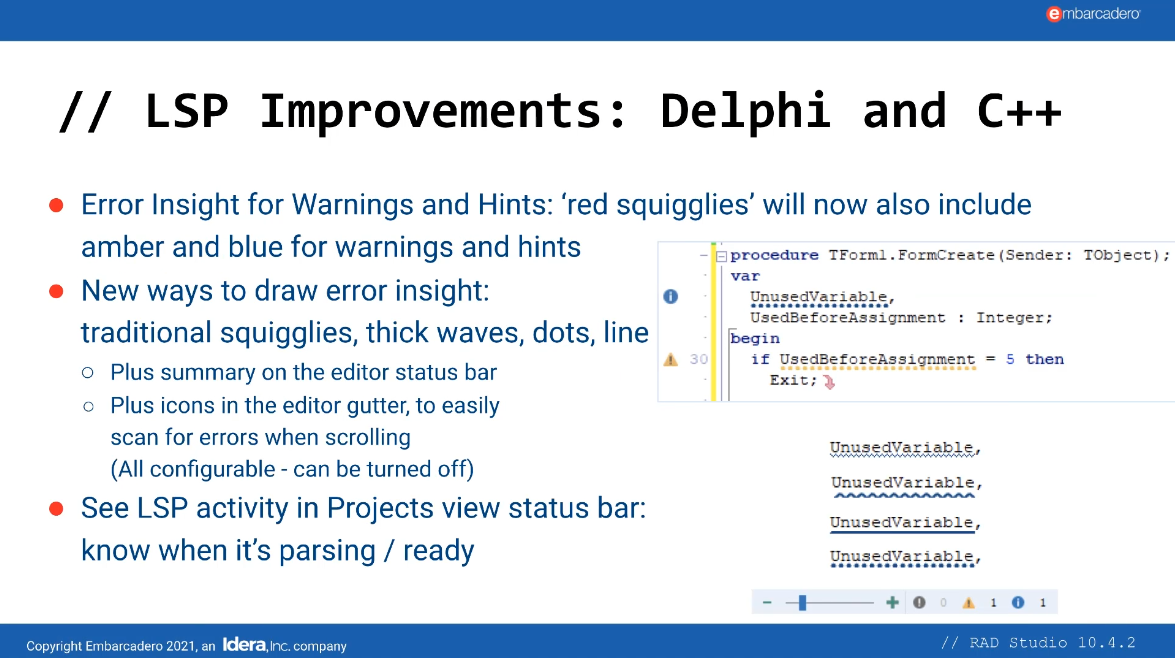 embarcadero
// LSP Improvements: Delphi and C++
Error Insight for Warnings and Hints: ‘red squigglies’ will now also include
amber and blue for warnings and hints
New ways to draw error insight:
traditional squigglies, thick waves, dots, line
Plus summary on the editor status bar
Plus icons in the editor gutter, to easily
scan for errors when scrolling
(All configurable - can be turned off)
See LSP activity in Projects view status bar:
know when it’s parsing / ready
procedure TForm1.FormCreate(Sender: TObject);
var
UnusedVariable,
UsedBeforeAssignment : Integer;
begin
30 if UsedBeforeAssignment = 5 then
Exit;
UnusedVariable,
UnusedVariable,
UnusedVariable,
UnusedVariable,
0 1 1
Copyright Embarcadero 2021, an Idera, Inc. company
// RAD Studio 10.4.2